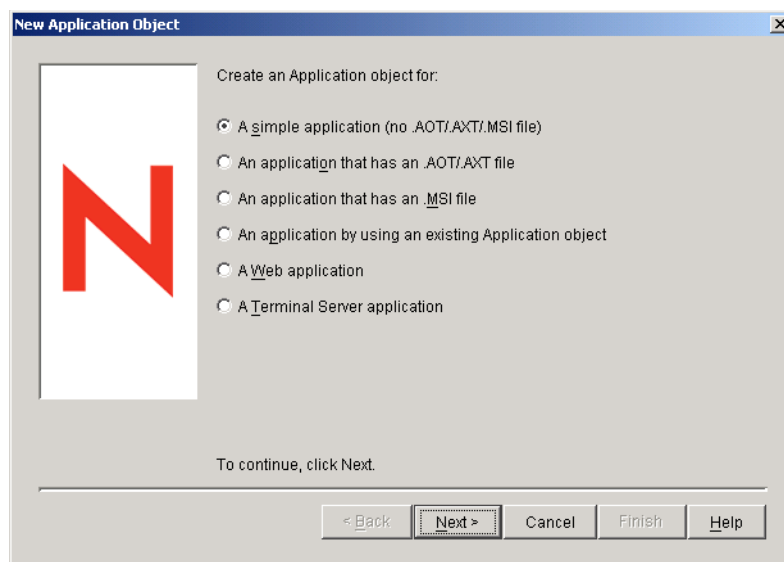 New Application Object
Create an Application object for:
A simple application (no .AOT/.AXT/.MSI file)
An application that has an .AOT/.AXT file
An application that has an .MSI file
An application by using an existing Application object
A Web application
A Terminal Server application
To continue, click Next.
< Back
Next >
Cancel
Finish
Help